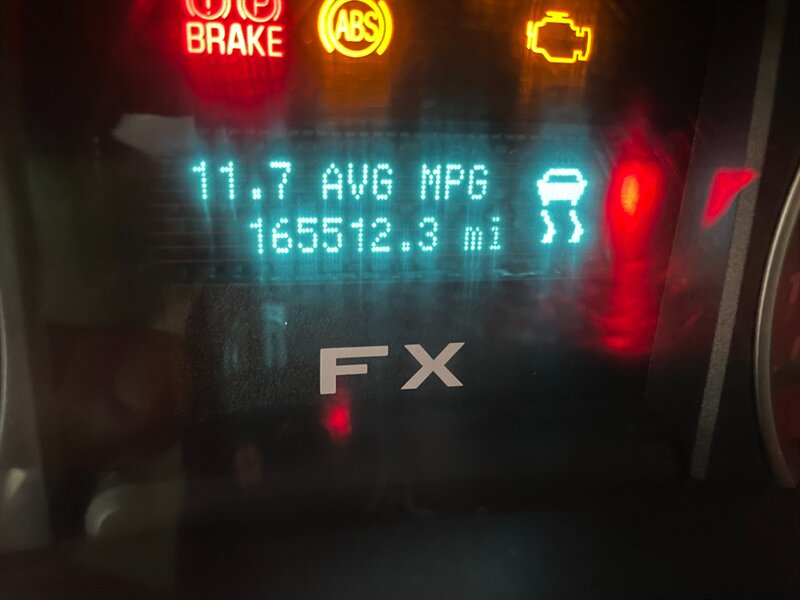 ! P
BRAKE ABS
11.7 AVG MPG
165512.3 mi
FX